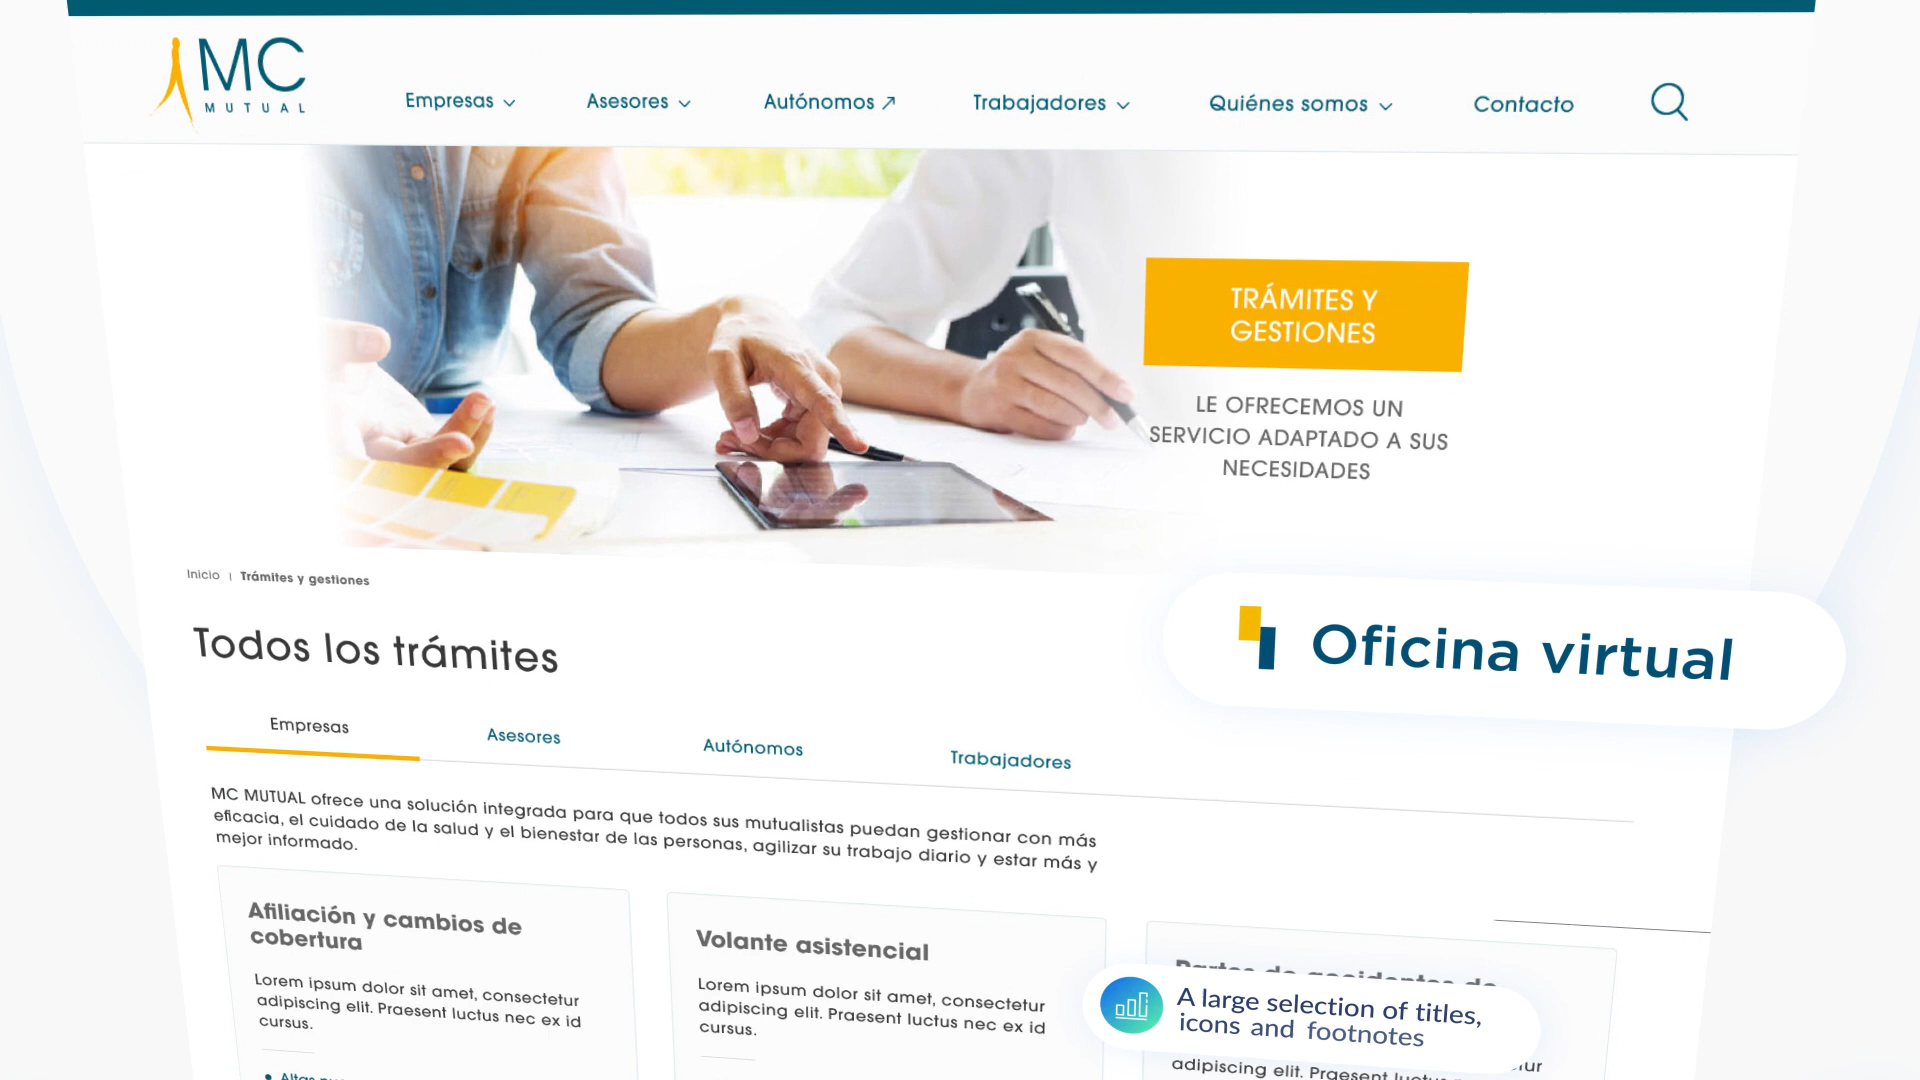 MC
MUTUAL
Empresas
Asesores
Autónomos
Trabajadores
Quiénes somos
Contacto
TRÁMITES Y
GESTIONES
LE OFRECEMOS UN
SERVICIO ADAPTADO A SUS
NECESIDADES
Inicio | Trámites y gestiones
Todos los trámites
Oficina virtual
Empresas
Asesores
Autónomos
Trabajadores
MC MUTUAL ofrece una solución integrada para que todos sus mutualistas puedan gestionar con más
eficacia, el cuidado de la salud y el bienestar de las personas, agilizar su trabajo diario y estar más y
mejor informado.
Afiliación y cambios de
cobertura
Lorem ipsum dolor sit amet, consectetur
adipiscing elit. Praesent luctus nec ex id
cursus.
Altas
Volante asistencial
Lorem ipsum dolor sit amet, consectetur
adipiscing elit. Praesent luctus nec ex id
cursus.
Partes de accidentes de
A large selection of titles,
icons and footnotes
adipiscing elit. Praesent